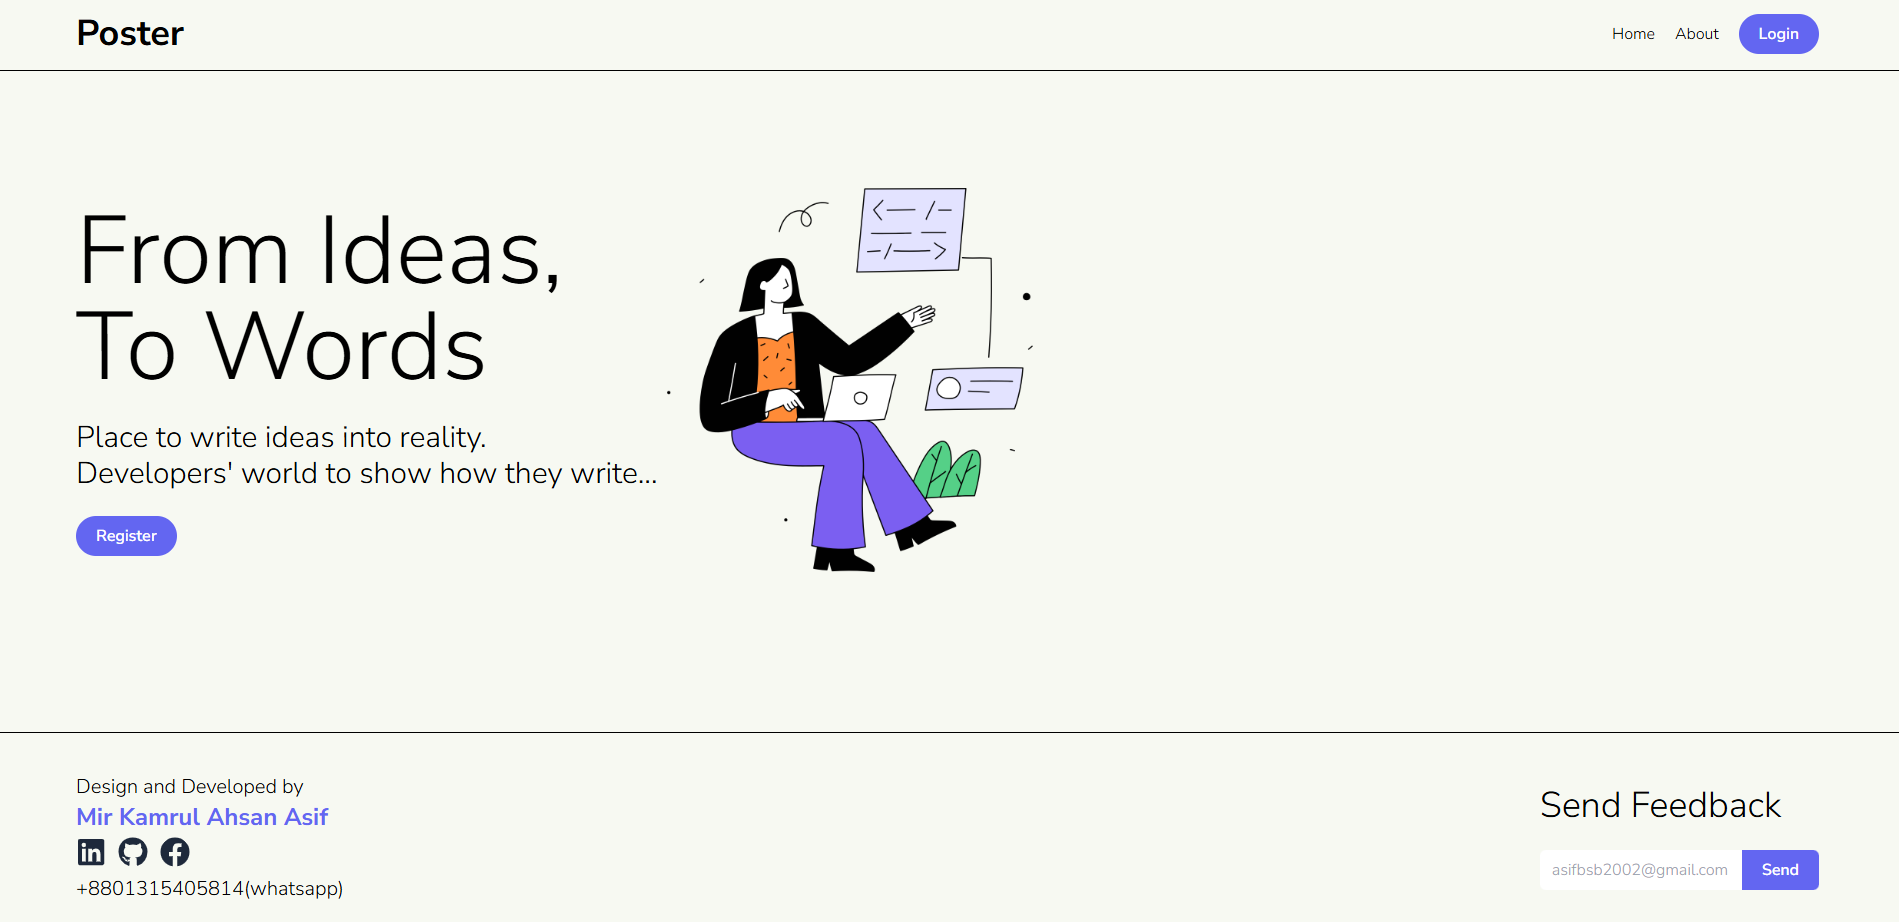 Poster
Home About Login
From Ideas,
To Words
Place to write ideas into reality.
Developers' world to show how they write...
Register
Design and Developed by
Mir Kamrul Ahsan Asif
+8801315405814(whatsapp)
Send Feedback
asifbsb2002@gmail.com Send